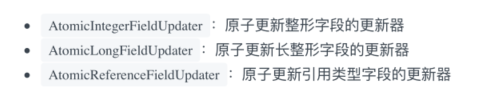 • AtomicIntegerFieldUpdater ： 原子更新整形字段的更新器
• AtomicLongFieldUpdater ： 原子更新长整形字段的更新器
• AtomicReferenceFieldUpdater ： 原子更新引用类型字段的更新器